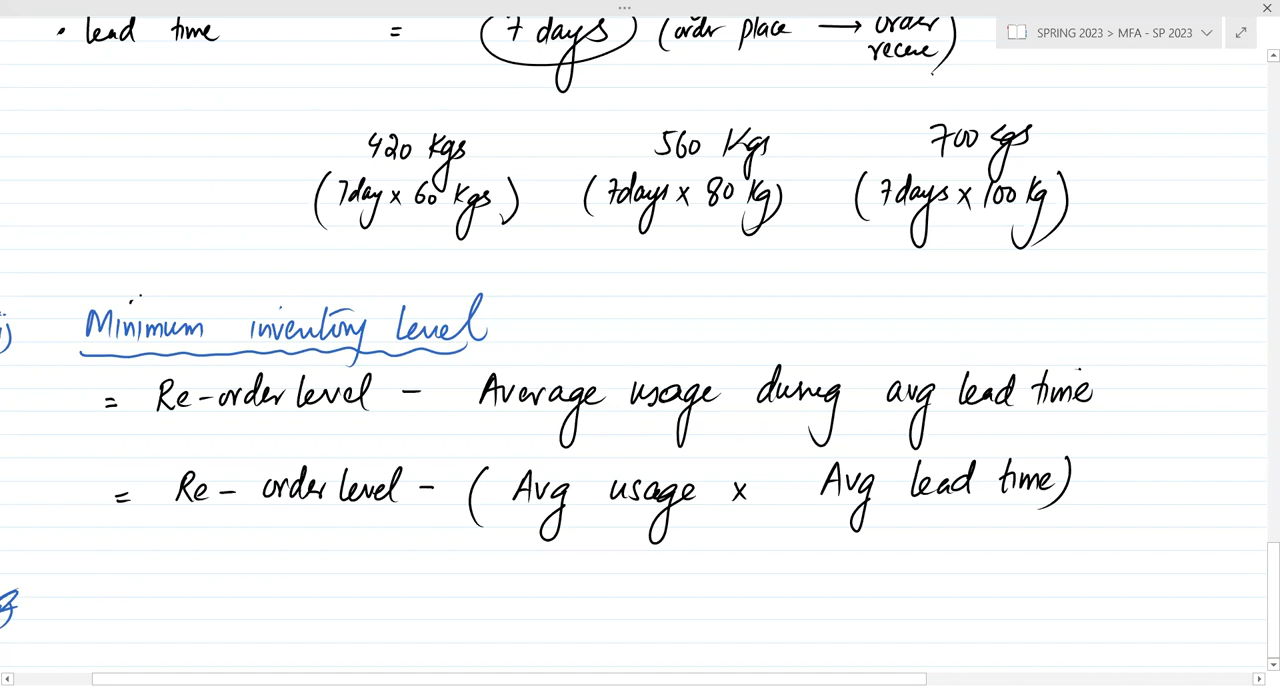 SPRING 2023 > MFA - SP 2023
• lead time = (7 days) (order place → order
recere)
420 Kgs 560 Kgs 700 Kgs
(7day x 60 Kgs) (7days x 80 Kg) (7days x 100 Kg)
i) Minimum inventory level
= Re-order level - Average usage during avg lead time
= Re- order level - ( Avg usage x Avg lead time)